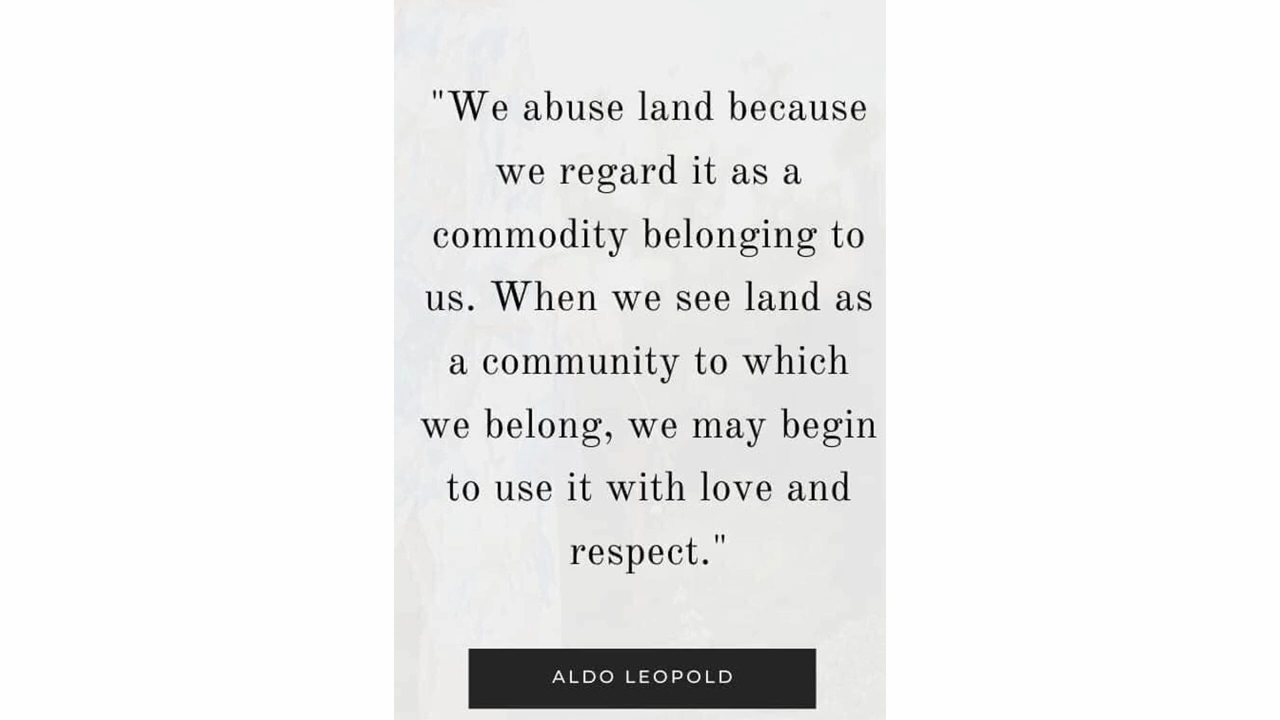 "We abuse land because
we regard it as a
commodity belonging to
us. When we see land as
a community to which
we belong, we may begin
to use it with love and
respect."
ALDO LEOPOLD